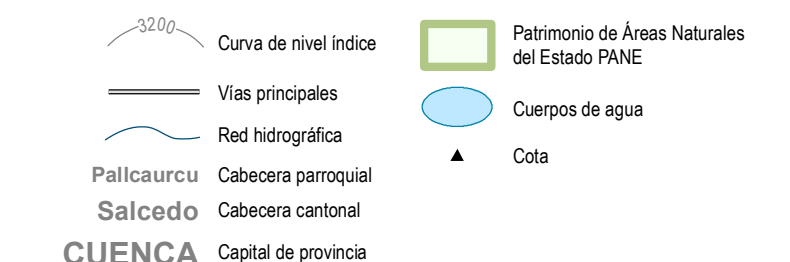 3200
Curva de nivel índice
Vías principales
Red hidrográfica
Pallcaurcu Cabecera parroquial
Salcedo Cabecera cantonal
CUENCA Capital de provincia
Patrimonio de Áreas Naturales
del Estado PANE
Cuerpos de agua
Cota